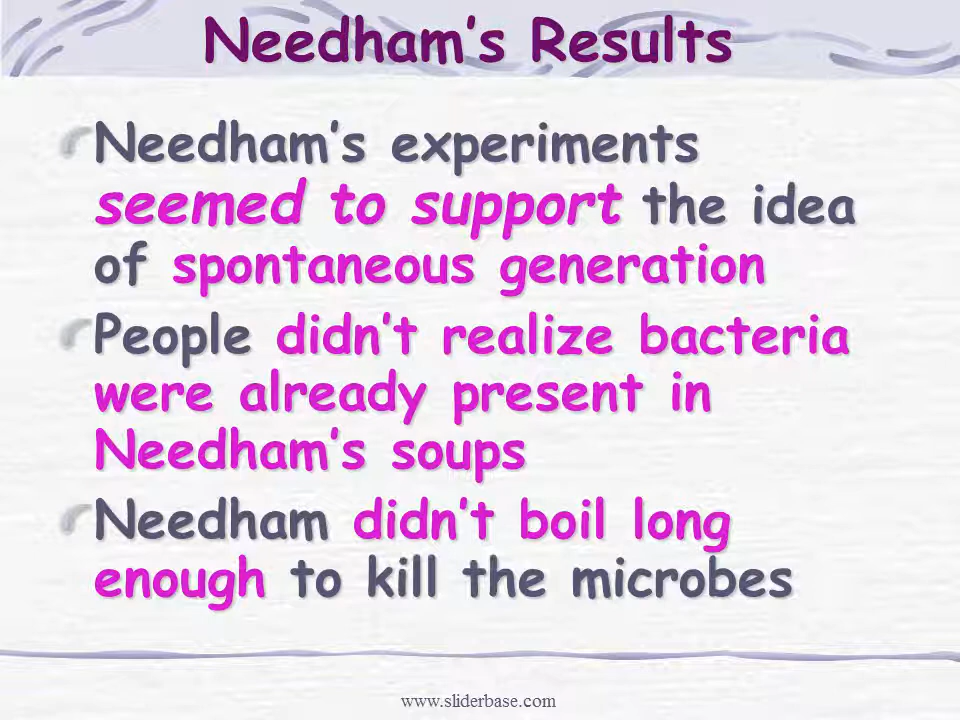 Needham's Results
Needham's experiments
seemed to support the idea
of spontaneous generation
People didn't realize bacteria
were already present in
Needham's soups
Needham didn't boil long
enough to kill the microbes
www.sliderbase.com